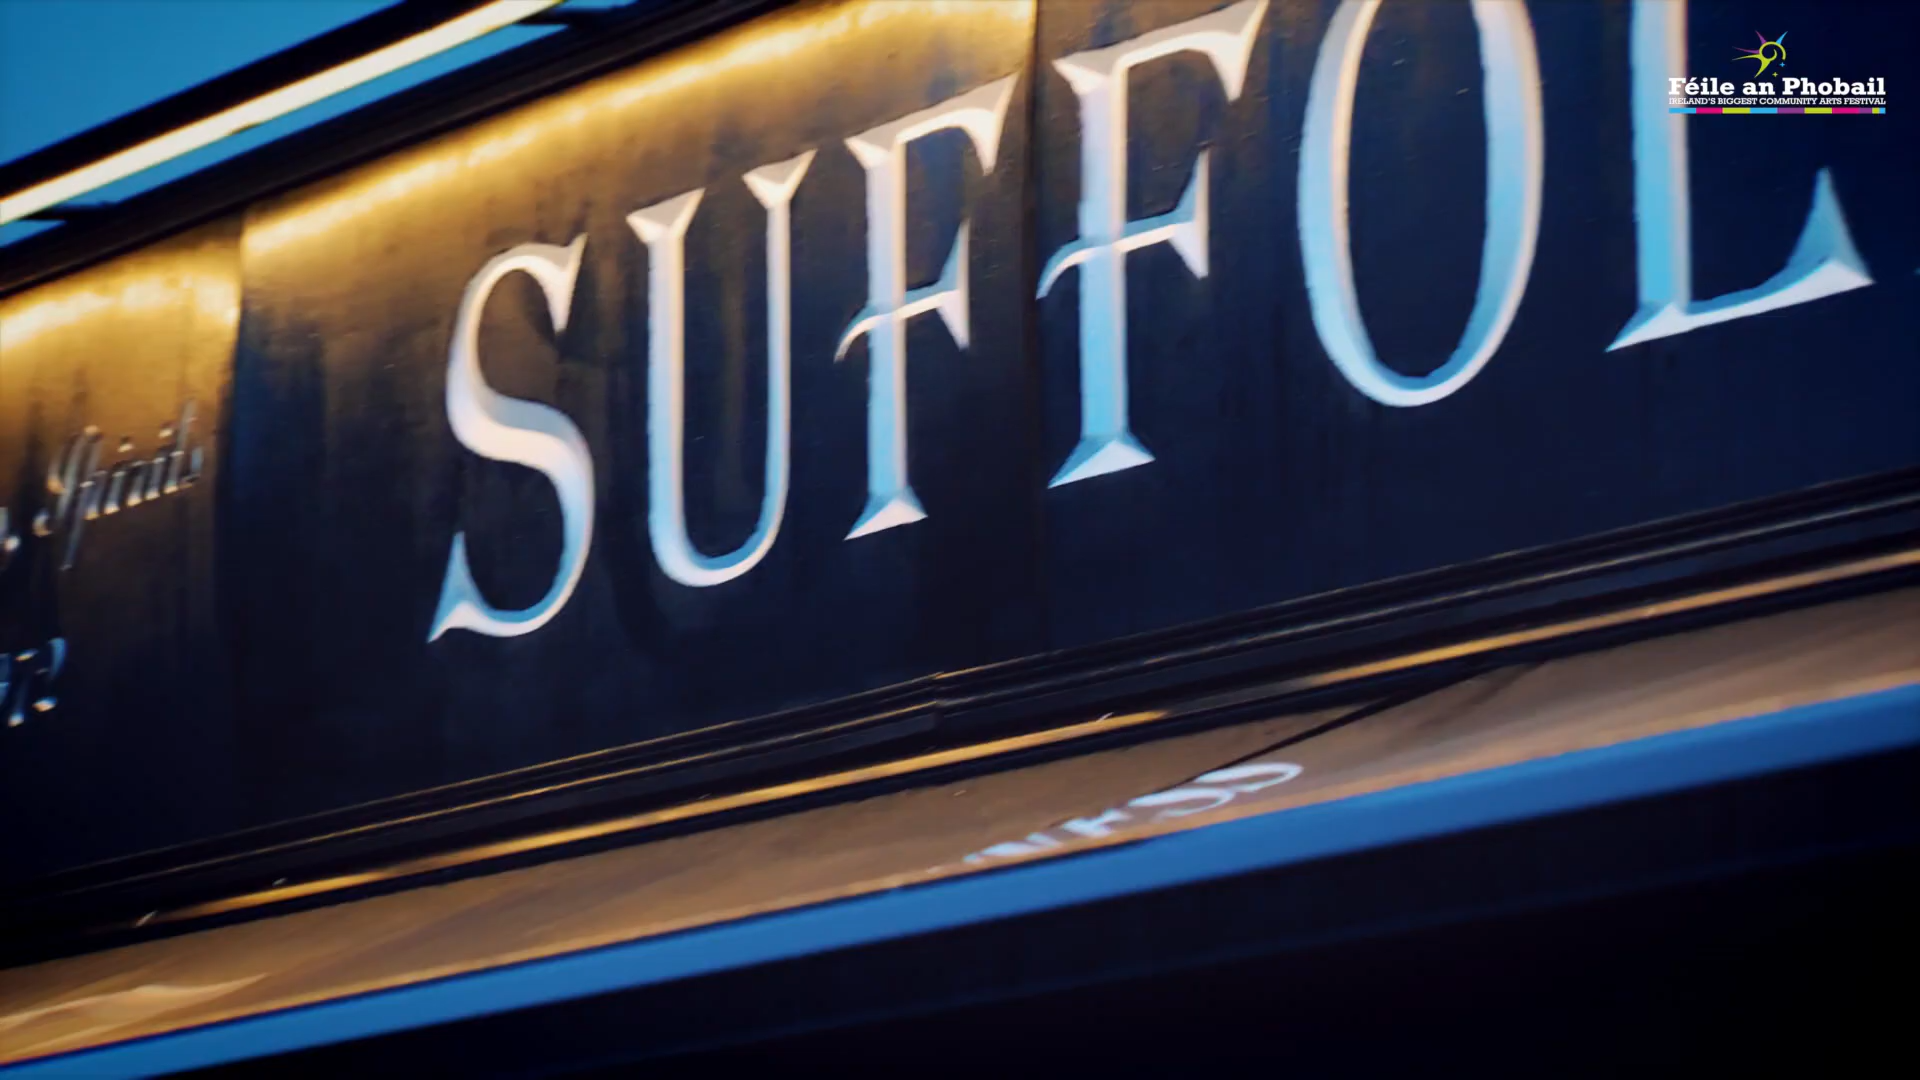 Féile an Phobail
IRELAND'S BIGGEST COMMUNITY ARTS FESTIVAL
SUFFOL
Spirits